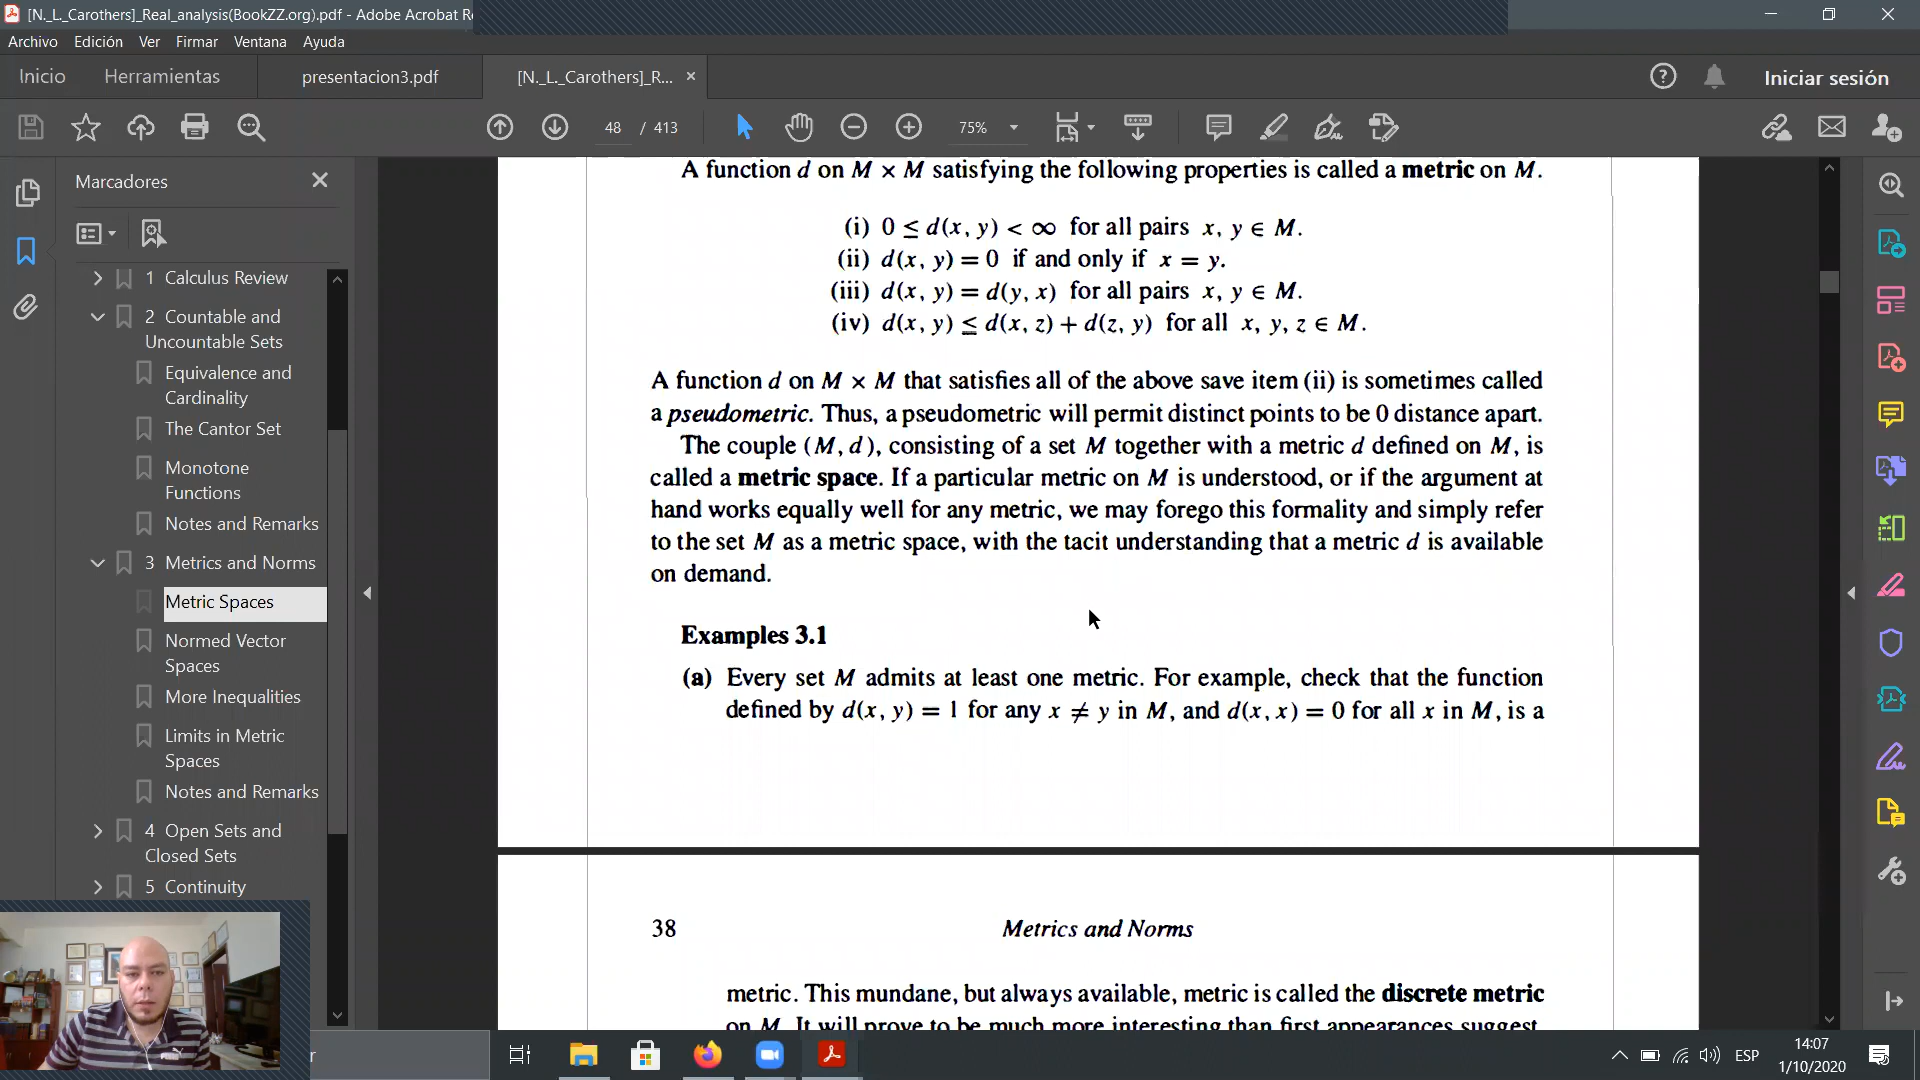 [N._L._Carothers]_Real_analysis(BookZZ.org).pdf - Adobe Acrobat Re
Archivo Edición Ver Firmar Ventana Ayuda
Inicio Herramientas presentacion3.pdf [N._L._Carothers]_R... × Iniciar sesión
48 / 413 75%
Marcadores
1 Calculus Review
2 Countable and
Uncountable Sets
Equivalence and
Cardinality
The Cantor Set
Monotone
Functions
Notes and Remarks
3 Metrics and Norms
Metric Spaces
Normed Vector
Spaces
More Inequalities
Limits in Metric
Spaces
Notes and Remarks
4 Open Sets and
Closed Sets
5 Continuity
A function d on M × M satisfying the following properties is called a metric on M.
(i) 0 ≤ d(x, y) < ∞ for all pairs x, y ∈ M.
(ii) d(x, y) = 0 if and only if x = y.
(iii) d(x, y) = d(y, x) for all pairs x, y ∈ M.
(iv) d(x, y) ≤ d(x, z) + d(z, y) for all x, y, z ∈ M.
A function d on M × M that satisfies all of the above save item (ii) is sometimes called
a pseudometric. Thus, a pseudometric will permit distinct points to be 0 distance apart.
The couple (M, d), consisting of a set M together with a metric d defined on M, is
called a metric space. If a particular metric on M is understood, or if the argument at
hand works equally well for any metric, we may forego this formality and simply refer
to the set M as a metric space, with the tacit understanding that a metric d is available
on demand.
Examples 3.1
(a) Every set M admits at least one metric. For example, check that the function
defined by d(x, y) = 1 for any x ≠ y in M, and d(x, x) = 0 for all x in M, is a
38 Metrics and Norms
metric. This mundane, but always available, metric is called the discrete metric
on M. It will prove to be much more interesting than first appearances suggest.
r
ESP
14:07
1/10/2020